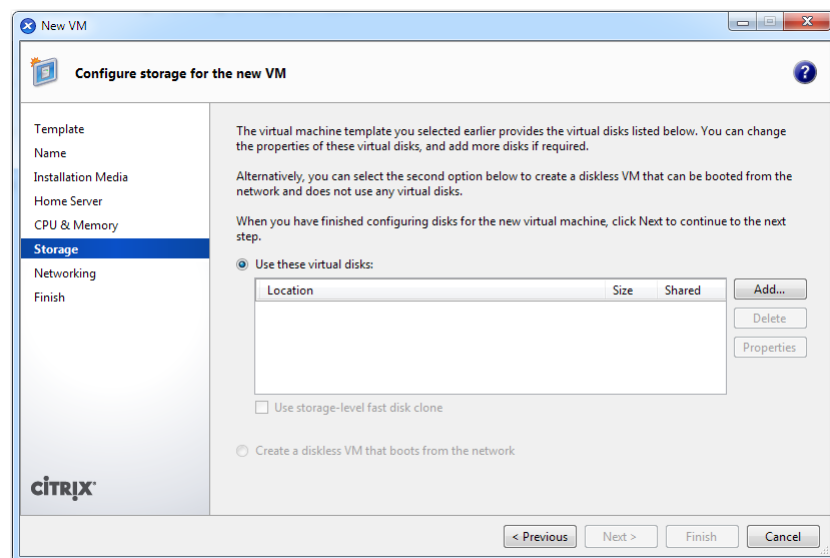 New VM
Configure storage for the new VM
Template
Name
Installation Media
Home Server
CPU & Memory
Storage
Networking
Finish
CITRIX
The virtual machine template you selected earlier provides the virtual disks listed below. You can change
the properties of these virtual disks, and add more disks if required.
Alternatively, you can select the second option below to create a diskless VM that can be booted from the
network and does not use any virtual disks.
When you have finished configuring disks for the new virtual machine, click Next to continue to the next
step.
Use these virtual disks:
Location Size Shared
Add...
Delete
Properties
Use storage-level fast disk clone
Create a diskless VM that boots from the network
< Previous Next > Finish Cancel